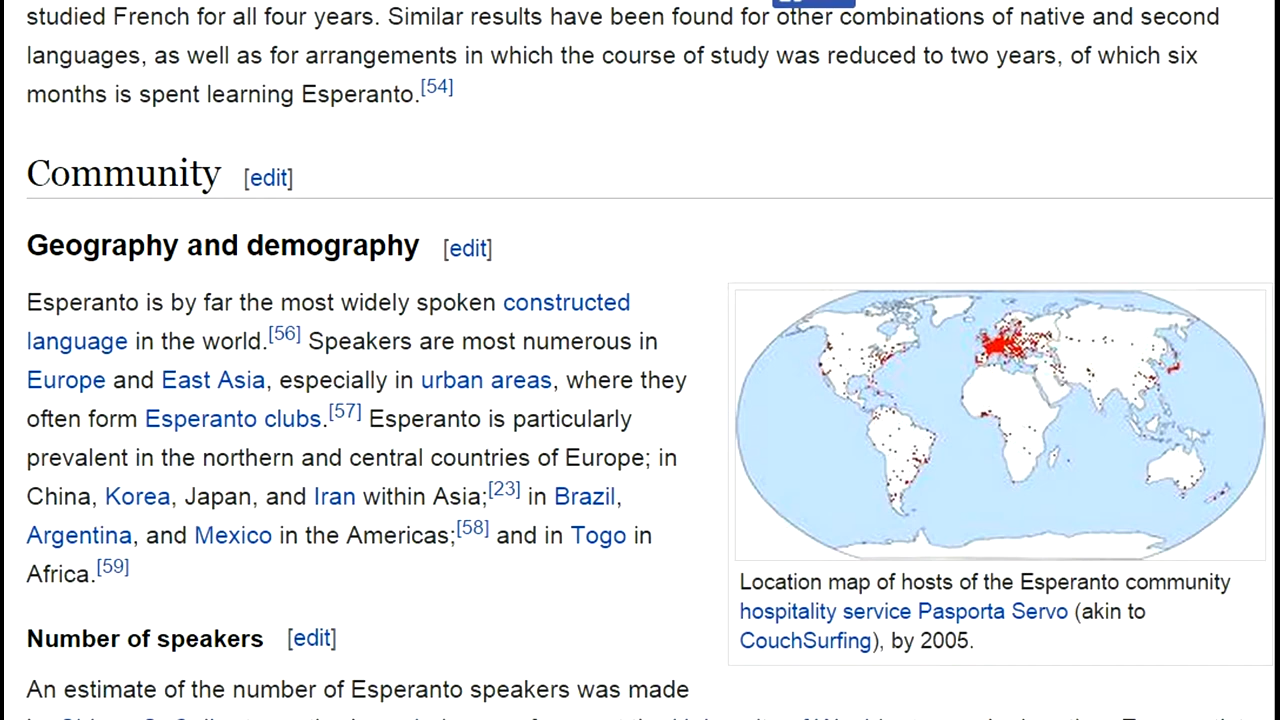 studied French for all four years. Similar results have been found for other combinations of native and second
languages, as well as for arrangements in which the course of study was reduced to two years, of which six
months is spent learning Esperanto.[54]
Community [edit]
Geography and demography [edit]
Esperanto is by far the most widely spoken constructed
language in the world.[56] Speakers are most numerous in
Europe and East Asia, especially in urban areas, where they
often form Esperanto clubs.[57] Esperanto is particularly
prevalent in the northern and central countries of Europe; in
China, Korea, Japan, and Iran within Asia;[23] in Brazil,
Argentina, and Mexico in the Americas;[58] and in Togo in
Africa.[59]
Location map of hosts of the Esperanto community
hospitality service Pasporta Servo (akin to
CouchSurfing), by 2005.
Number of speakers [edit]
An estimate of the number of Esperanto speakers was made